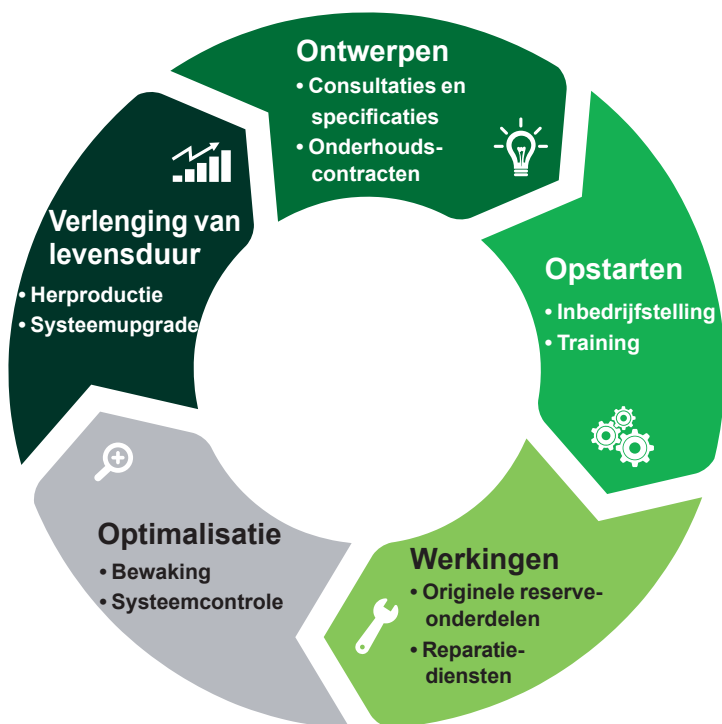 Ontwerpen
• Consultaties en
specificaties
• Onderhouds-
contracten
Opstarten
• Inbedrijfstelling
• Training
Werkingen
• Originele reserve-
onderdelen
• Reparatie-
diensten
Optimalisatie
• Bewaking
• Systeemcontrole
Verlenging van
levensduur
• Herproductie
• Systeemupgrade